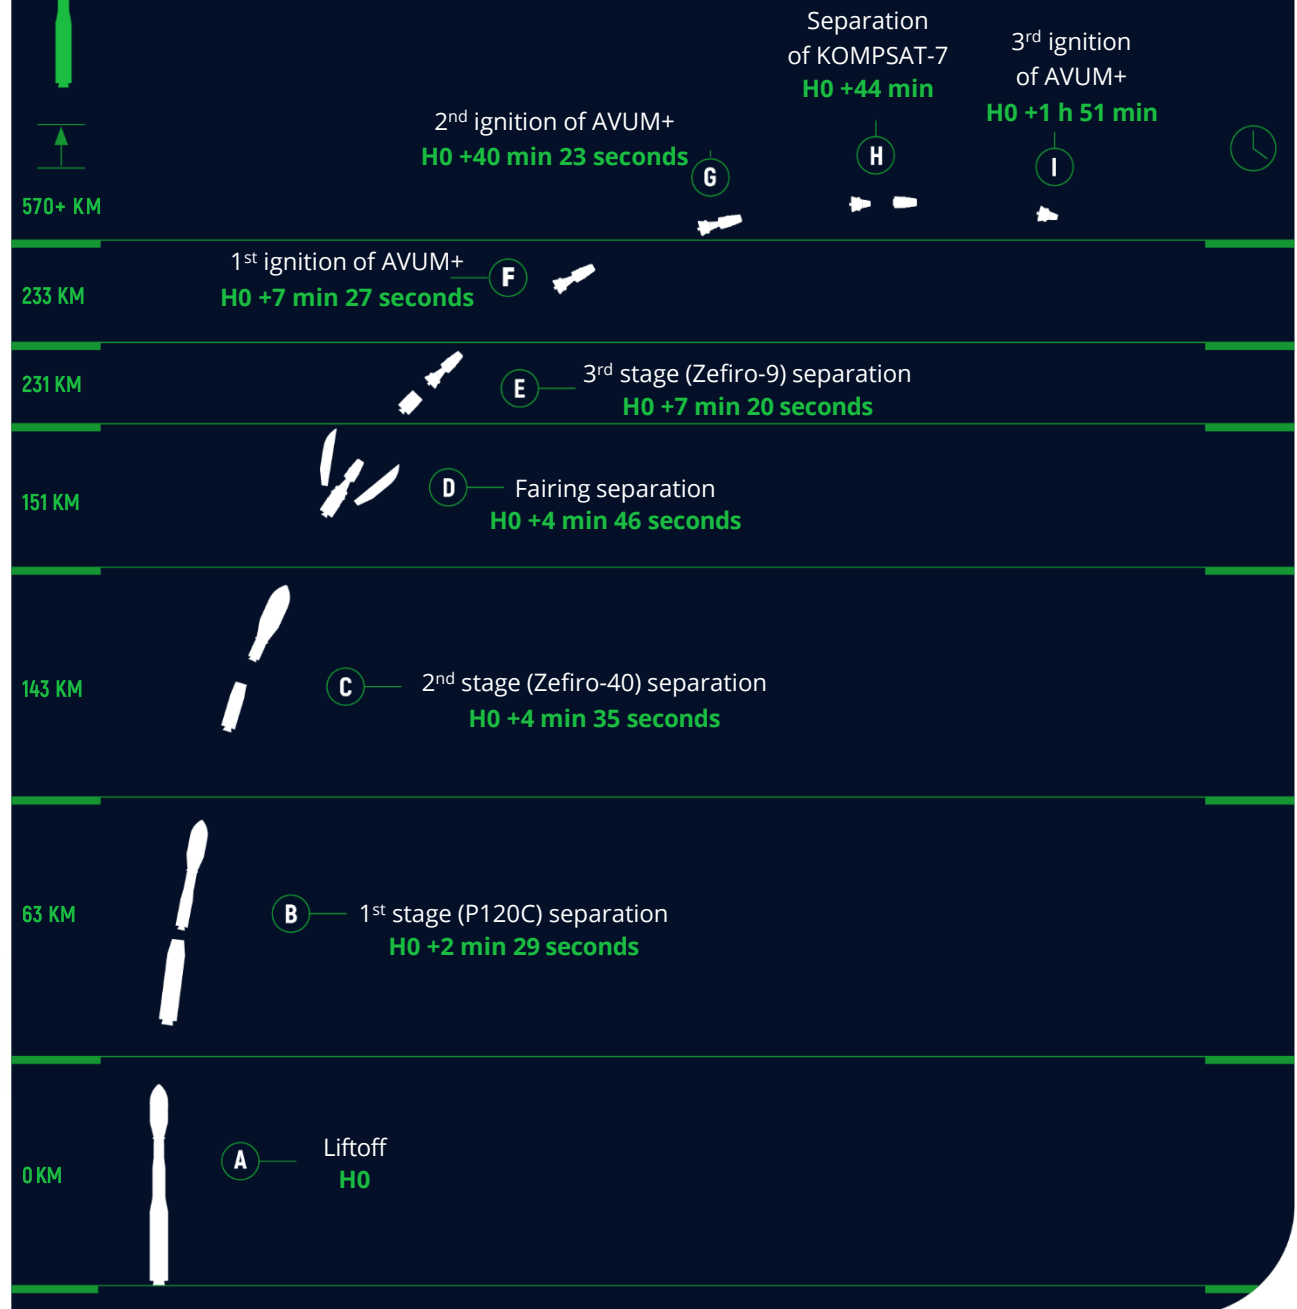 Separation
of KOMPSAT-7
H0 +44 min
3rd ignition
of AVUM+
H0 +1 h 51 min
2nd ignition of AVUM+
H0 +40 min 23 seconds
G
H
I
570+ KM
1st ignition of AVUM+
H0 +7 min 27 seconds
F
233 KM
231 KM
E
3rd stage (Zefiro-9) separation
H0 +7 min 20 seconds
151 KM
D
Fairing separation
H0 +4 min 46 seconds
143 KM
C
2nd stage (Zefiro-40) separation
H0 +4 min 35 seconds
63 KM
B
1st stage (P120C) separation
H0 +2 min 29 seconds
0 KM
A
Liftoff
H0